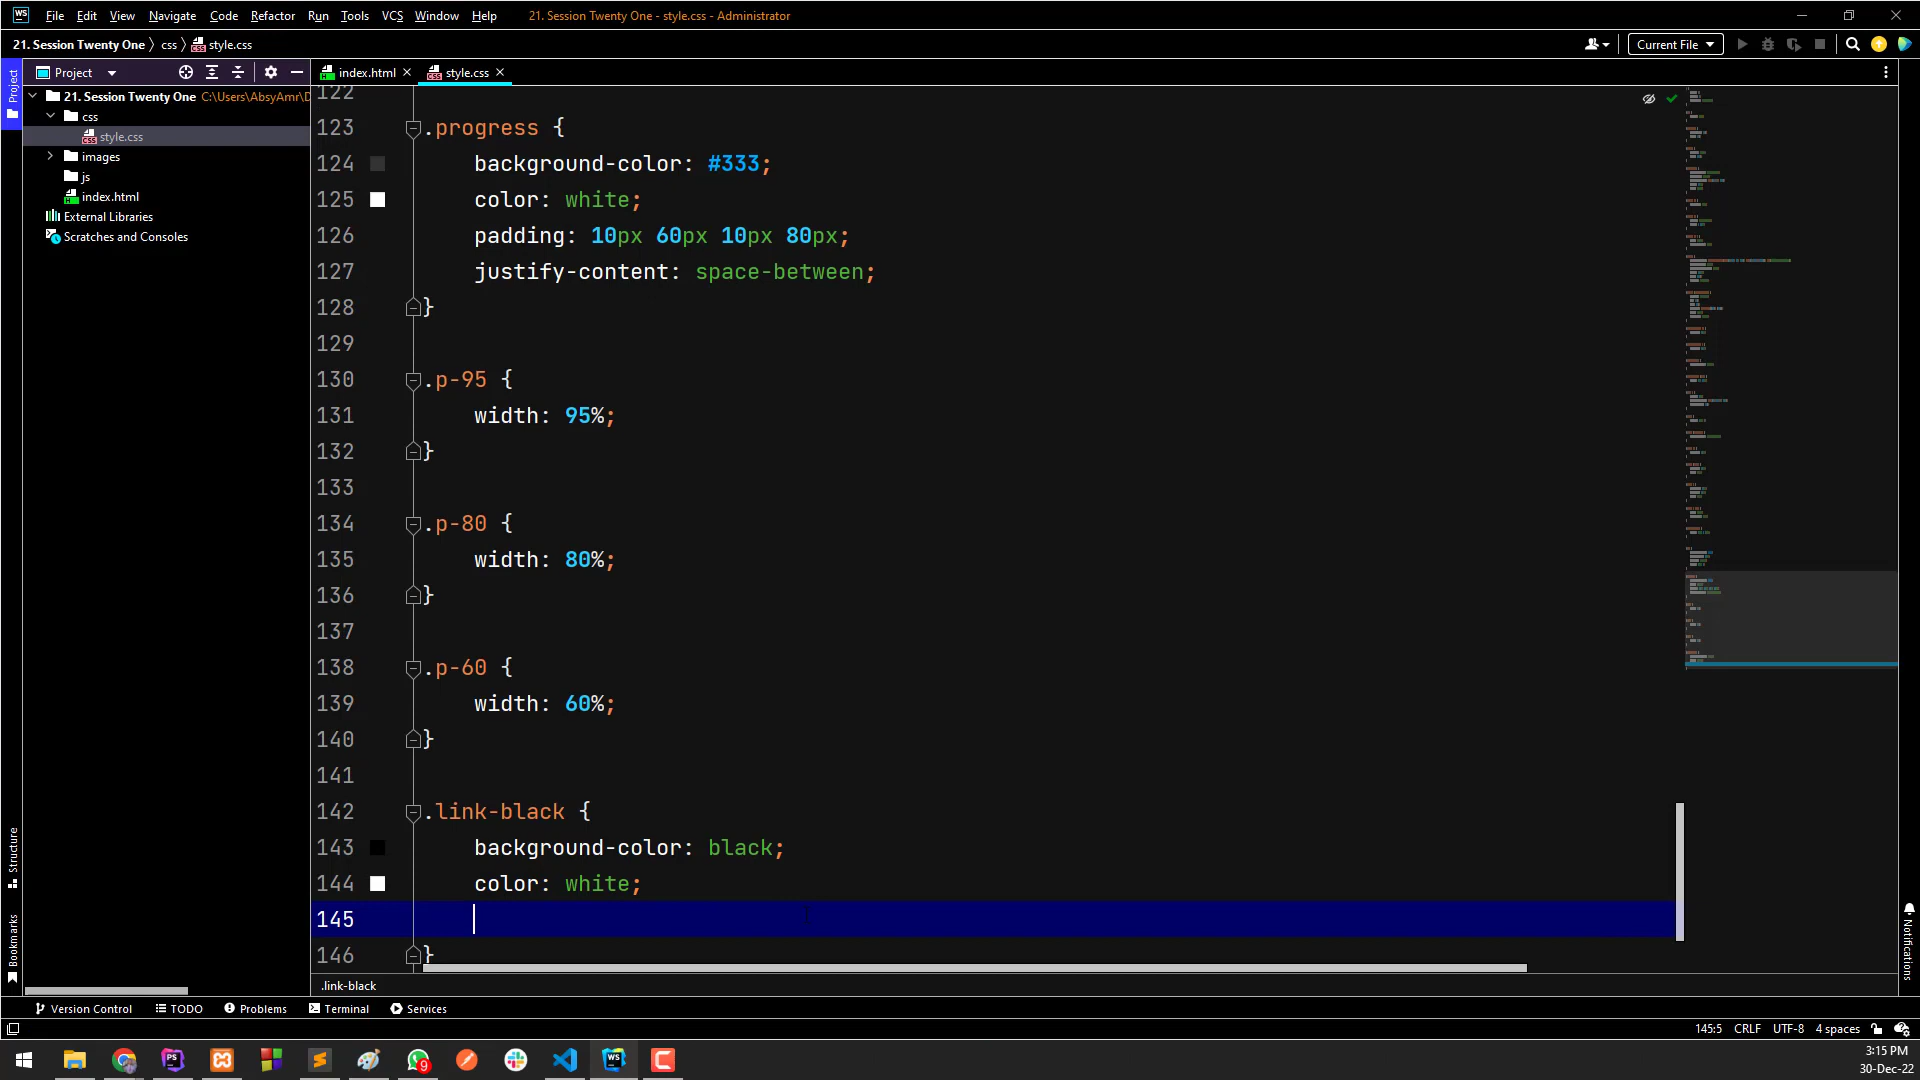 WS File Edit View Navigate Code Refactor Run Tools VCS Window Help 21. Session Twenty One - style.css - Administrator
21. Session Twenty One css style.css Current File
Project index.html style.css
Project
21. Session Twenty One C:\Users\AbsyAmr\D
css
style.css
images
js
index.html
External Libraries
Scratches and Consoles
122
123 .progress {
124 background-color: #333;
125 color: white;
126 padding: 10px 60px 10px 80px;
127 justify-content: space-between;
128 }
129
130 .p-95 {
131 width: 95%;
132 }
133
134 .p-80 {
135 width: 80%;
136 }
137
138 .p-60 {
139 width: 60%;
140 }
141
142 .link-black {
143 background-color: black;
144 color: white;
145
146 }
.link-black
Structure
Bookmarks
Notifications
Version Control TODO Problems Terminal Services
145:5 CRLF UTF-8 4 spaces
PS 9 WS
3:15 PM
30-Dec-22